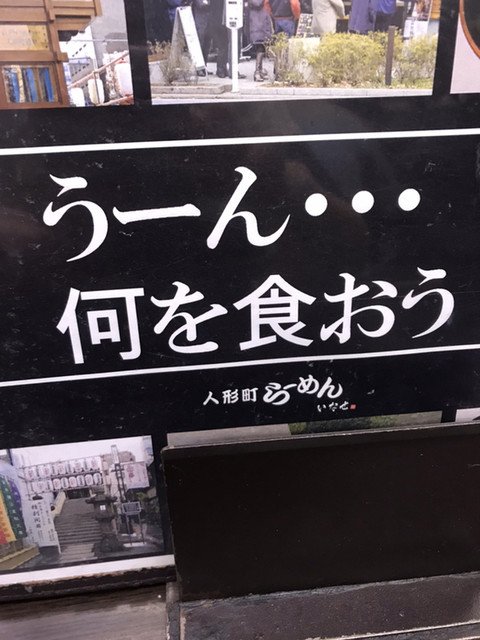 うーん・・・
何を食おう
人形町らーめん
いなせ